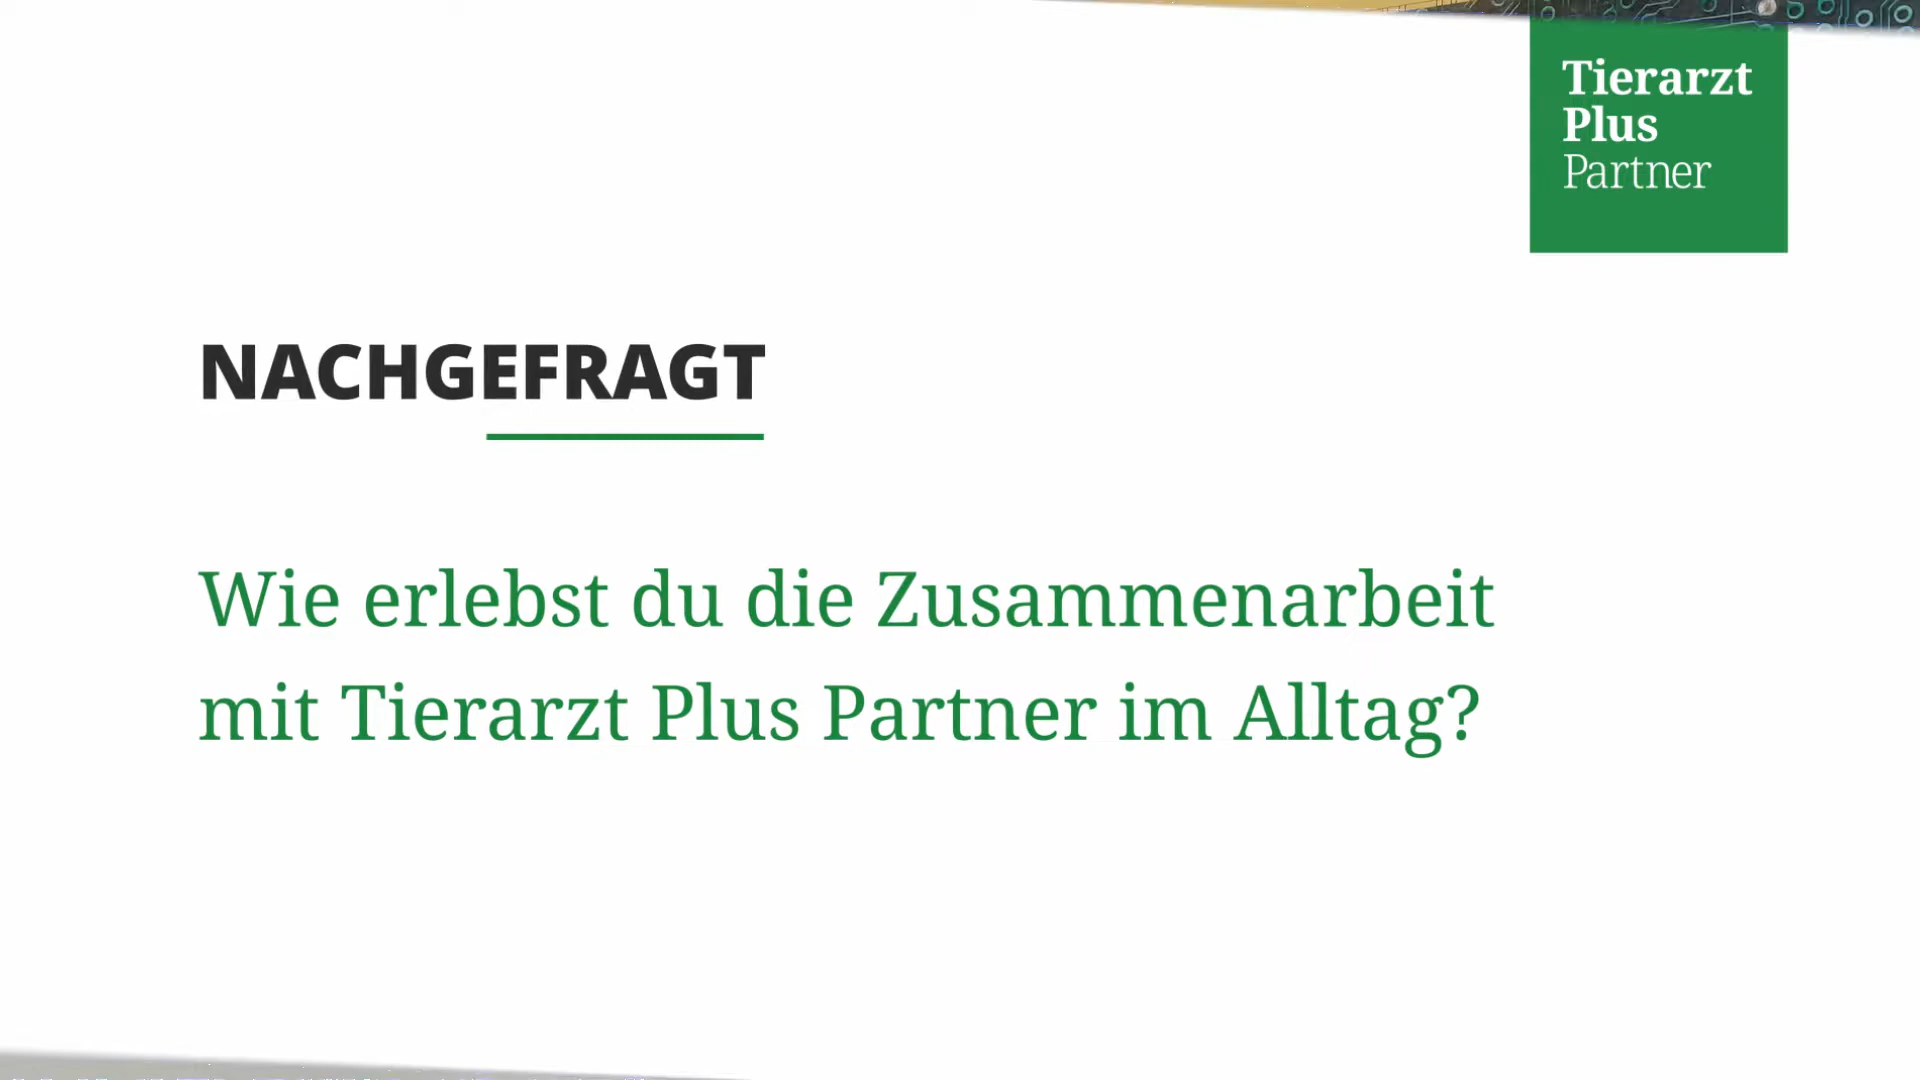 Tierarzt
Plus
Partner
NACHGEFRAGT
Wie erlebst du die Zusammenarbeit
mit Tierarzt Plus Partner im Alltag?